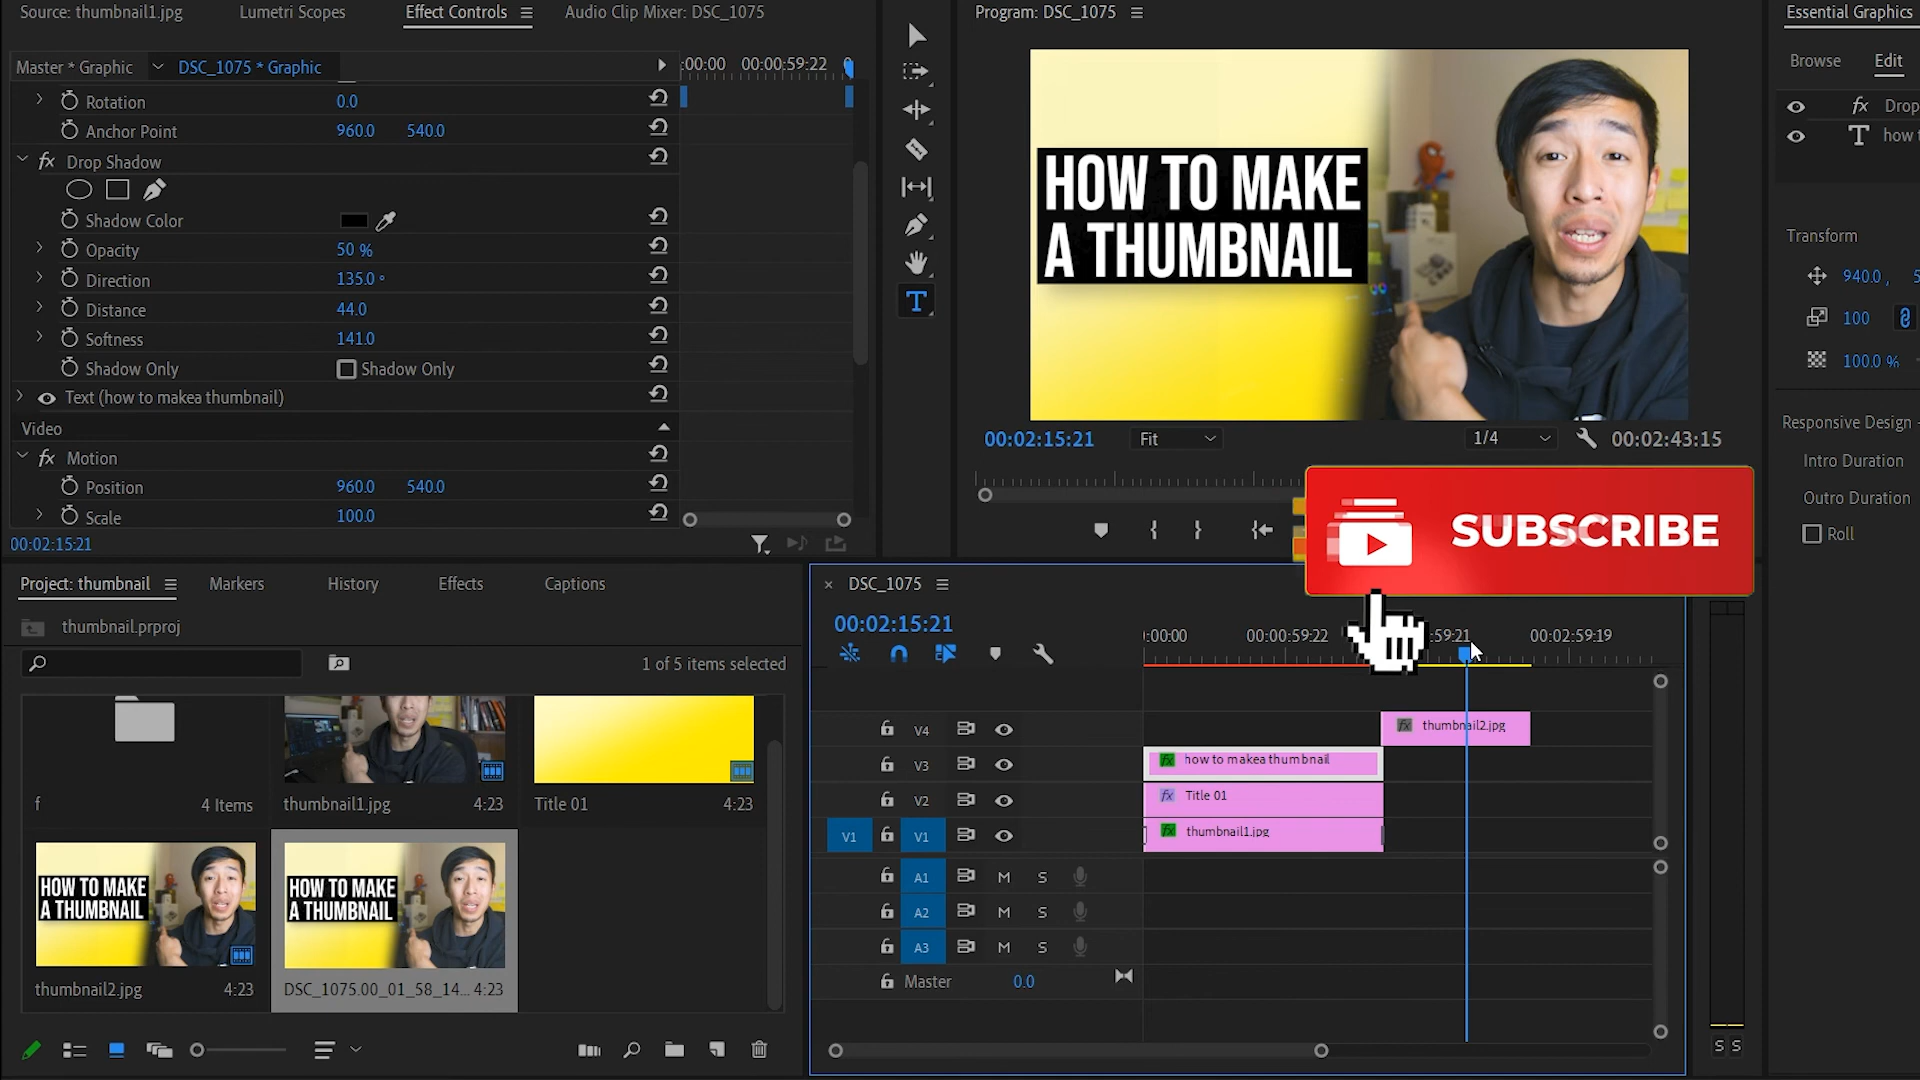 Source: thumbnail1.jpg
Lumetri Scopes
Effect Controls
Audio Clip Mixer: DSC_1075
Master * Graphic
DSC_1075 * Graphic
:00:00
00:00:59:22
Rotation
0.0
Anchor Point
960.0 540.0
fx Drop Shadow
Shadow Color
Opacity
50 %
Direction
135.0 °
Distance
44.0
Softness
141.0
Shadow Only
Shadow Only
Text (how to makea thumbnail)
Video
fx Motion
Position
960.0 540.0
Scale
100.0
00:02:15:21
T
Program: DSC_1075
HOW TO MAKE
A THUMBNAIL
00:02:15:21
Fit
1/4
00:02:43:15
SUBSCRIBE
Essential Graphics
Browse
Edit
fx Drop
T how t
Transform
940.0 ,
100
100.0 %
Responsive Design -
Intro Duration
Outro Duration
Roll
Project: thumbnail
Markers
History
Effects
Captions
thumbnail.prproj
1 of 5 items selected
f
4 Items
thumbnail1.jpg
4:23
Title 01
4:23
HOW TO MAKE
A THUMBNAIL
thumbnail2.jpg
4:23
HOW TO MAKE
A THUMBNAIL
DSC_1075.00_01_58_14...
4:23
× DSC_1075
00:02:15:21
:00:00
00:00:59:22
:59:21
00:02:59:19
V4
fx thumbnail2.jpg
V3
fx how to makea thumbnail
V2
fx Title 01
V1
V1
fx thumbnail1.jpg
A1
M
S
A2
M
S
A3
M
S
Master
0.0
S S